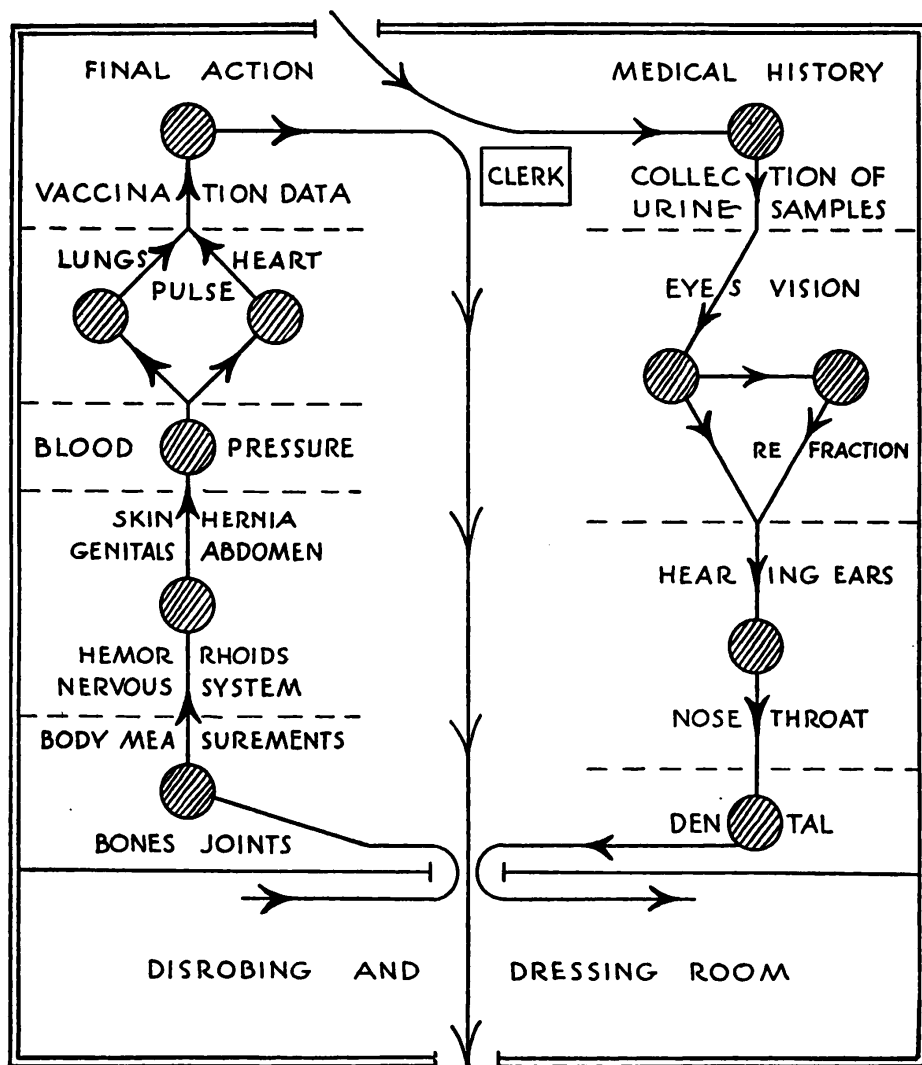 FINAL ACTION
MEDICAL HISTORY
CLERK
COLLECTION OF
URINE SAMPLES
VACCINATION DATA
LUNGS HEART
PULSE
EYES VISION
REFRACTION
BLOOD PRESSURE
SKIN HERNIA
GENITALS ABDOMEN
HEARING EARS
HEMORRHOIDS
NERVOUS SYSTEM
NOSE THROAT
BODY MEASUREMENTS
BONES JOINTS
DENTAL
DISROBING AND DRESSING ROOM